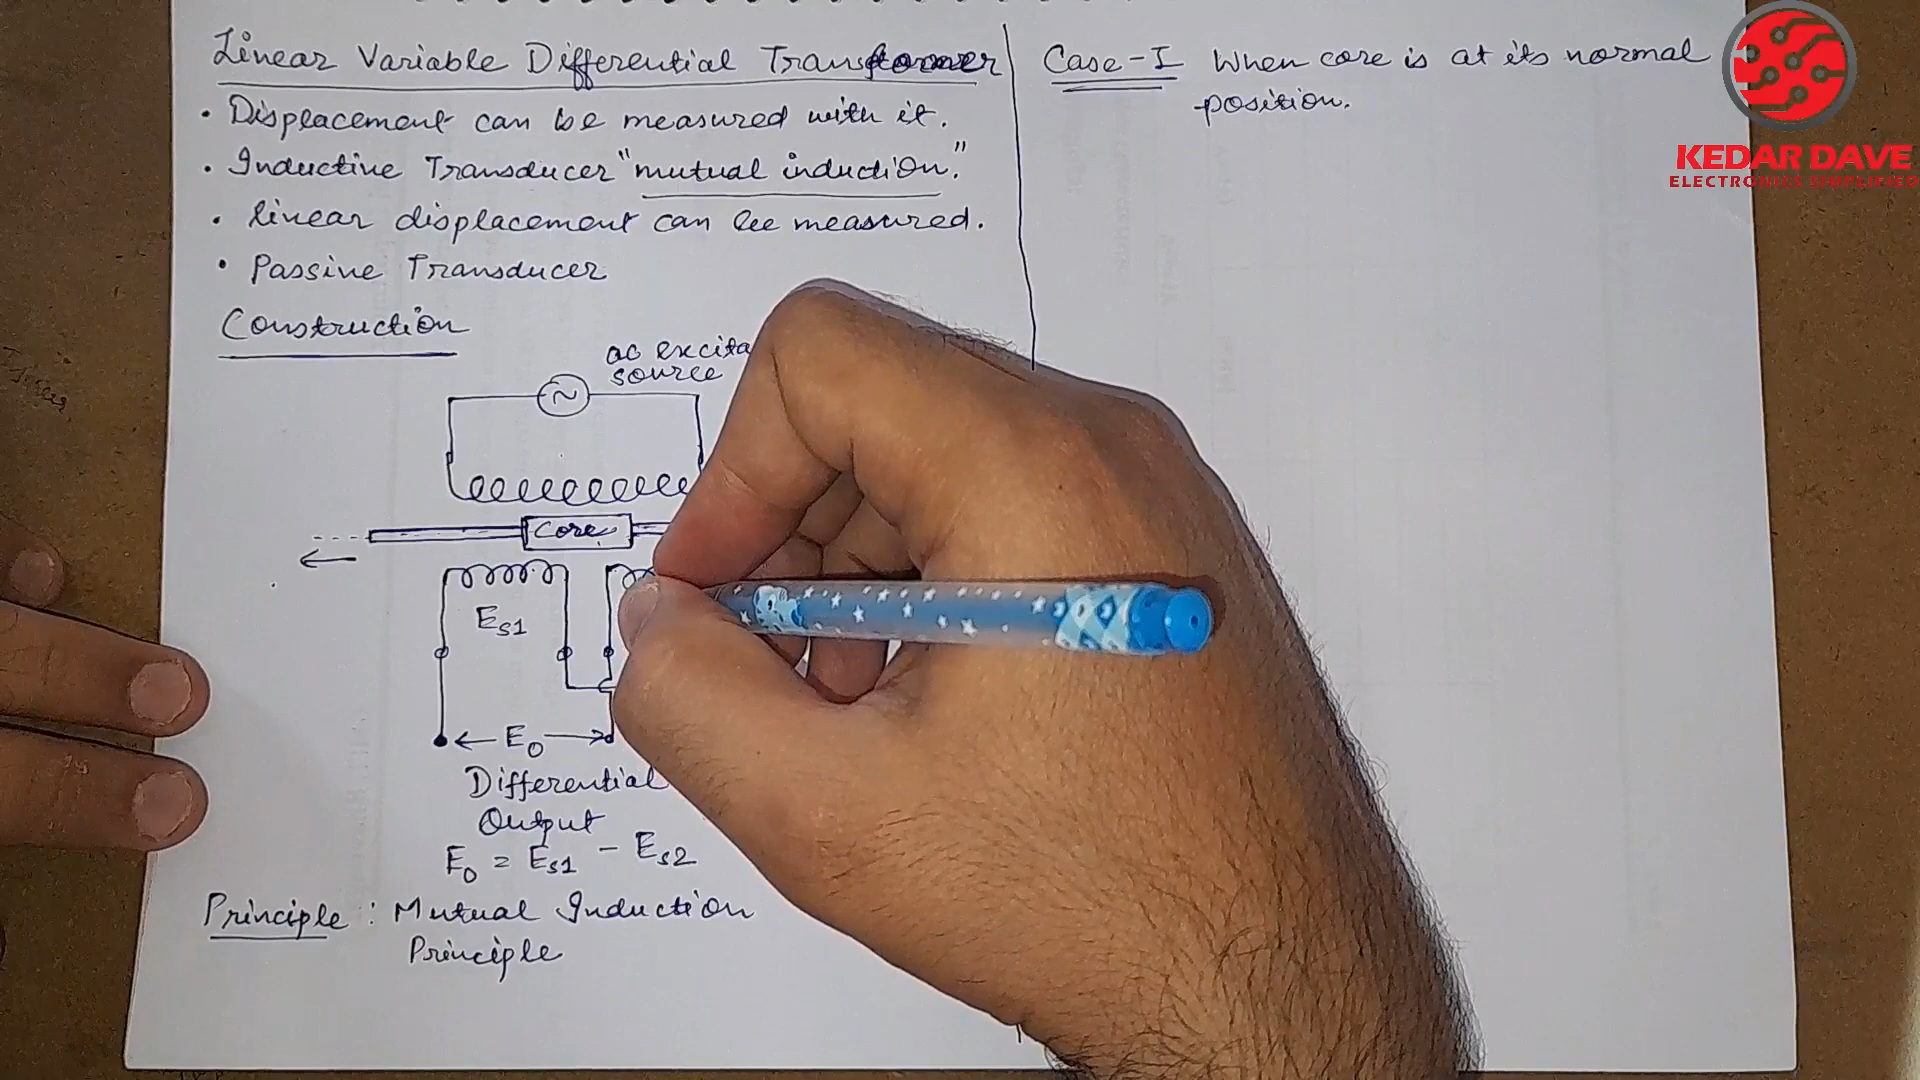 Linear Variable Differential Transformer
• Displacement can be measured with it.
• Inductive Transducer "mutual induction."
• linear displacement can be measured.
• Passive Transducer
Construction
ac
source
Core
Es1
E0
Differential
Output
E0 = Es1 - Es2
Principle : Mutual Induction
Principle
Case-I When core is at its normal
position.
KEDAR DAVE
ELECTRONICS SIMPLIFIED